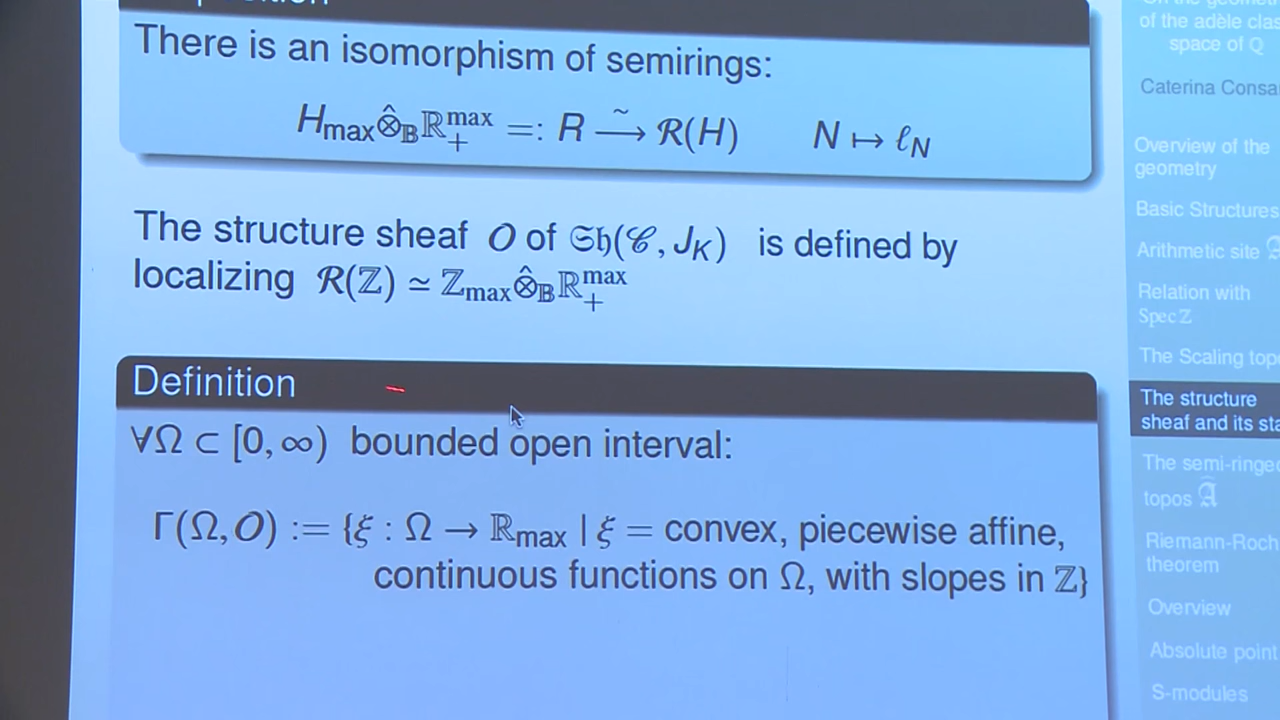 There is an isomorphism of semirings:
H_max ⊗̂_𝔹 ℝ_+^max =: R ⥲ ℛ(H)    N ↦ ℓ_N
The structure sheaf 𝒪 of 𝔖𝔥(𝒞, J_K) is defined by
localizing ℛ(ℤ) ≃ ℤ_max ⊗̂_𝔹 ℝ_+^max
Definition
∀Ω ⊂ [0, ∞) bounded open interval:
Γ(Ω, 𝒪) := {ξ : Ω → ℝ_max | ξ = convex, piecewise affine,
continuous functions on Ω, with slopes in ℤ}
of the adèle clas
space of ℚ
Caterina Consa
Overview of the
geometry
Basic Structures
Arithmetic site
Relation with
Spec ℤ
The Scaling top
The structure
sheaf and its sta
The semi-ringe
topos 𝔄̂
Riemann-Roch
theorem
Overview
Absolute point
S-modules